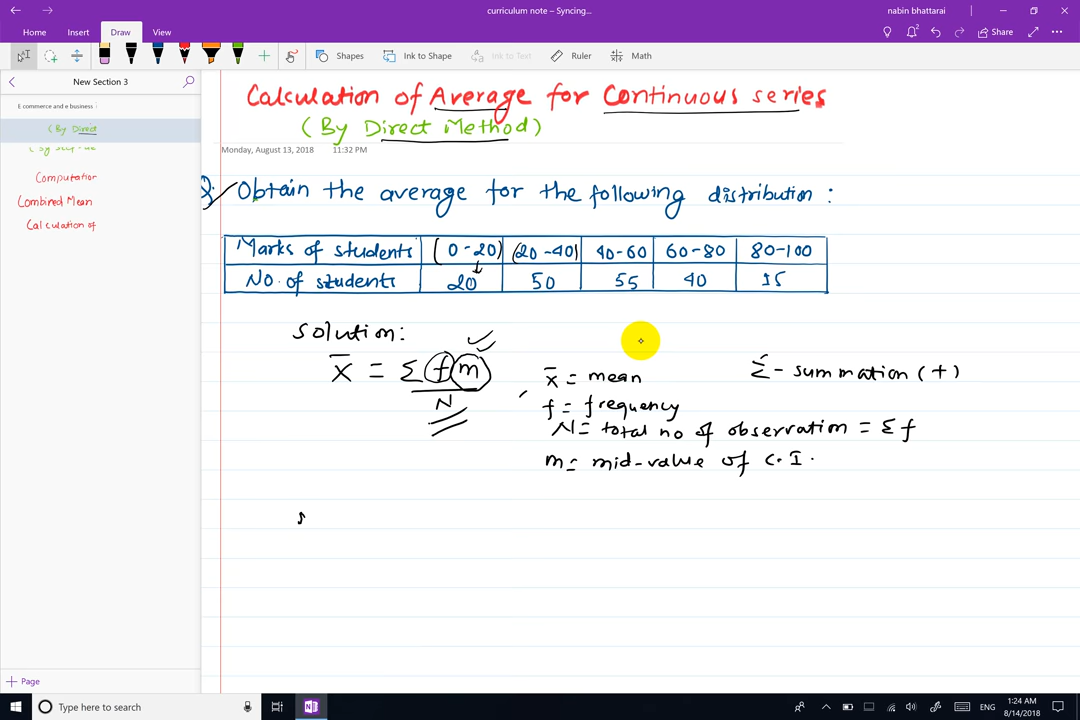 curriculum note - Syncing...
nabin bhattarai
Home Insert Draw View
Share
Shapes Ink to Shape Ink to Text Ruler Math
New Section 3
E commerce and e business
(By Direct
Computation
Combined Mean
Calculation of
Calculation of Average for Continuous series
(By Direct Method)
Monday, August 13, 2018 11:32 PM
Q. Obtain the average for the following distribution :
Marks of students (0-20) (20-40) 40-60 60-80 80-100
No. of students 20 50 55 40 15
Solution:
X̄ = Σfm
N
x̄ = mean
Σ - summation (+)
f = frequency
N = total no of observation = Σf
m = mid-value of C.I.
+ Page
Type here to search
ENG
1:24 AM
8/14/2018